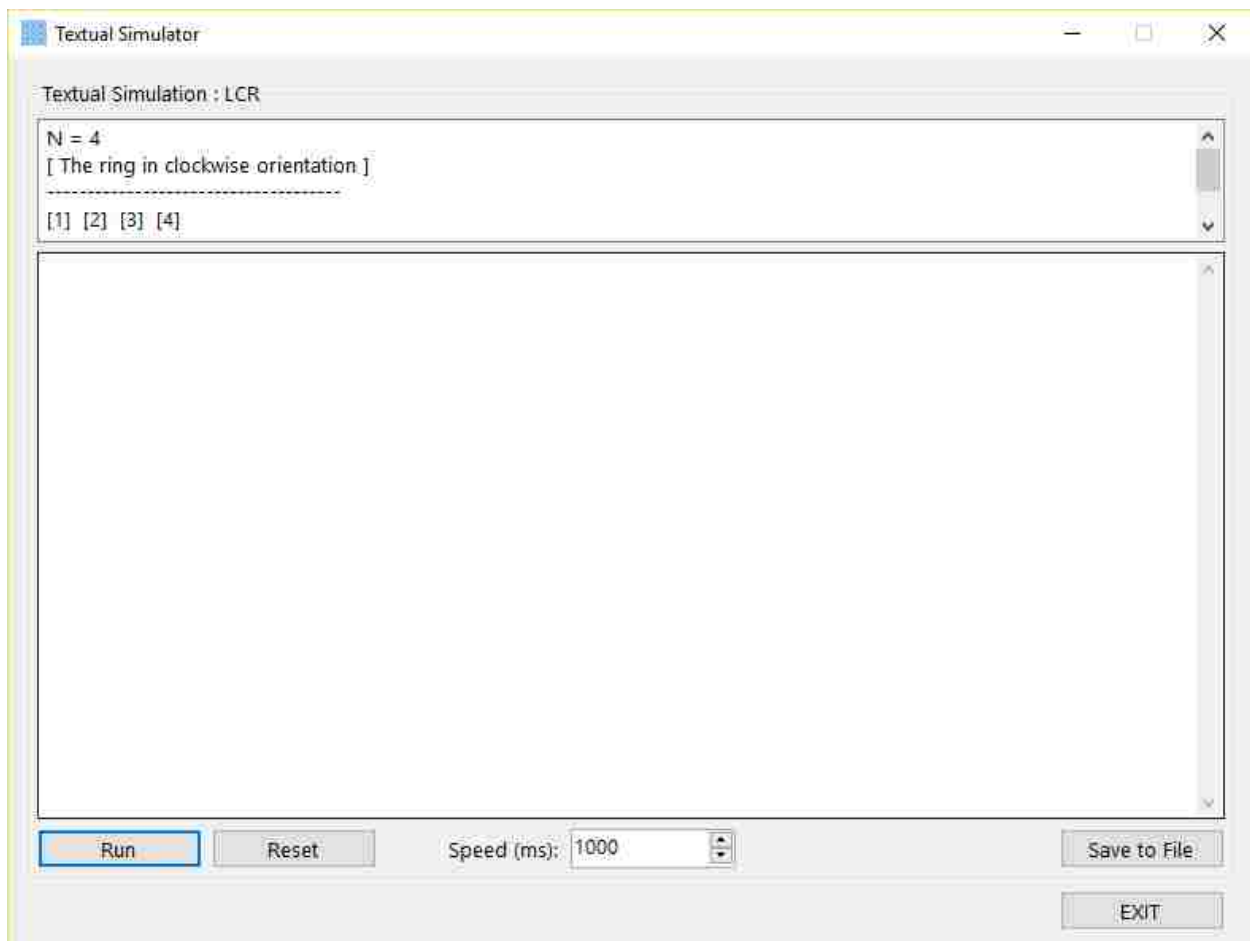 Textual Simulator
Textual Simulation : LCR
N = 4
[ The ring in clockwise orientation ]
-------------------------------------
[1] [2] [3] [4]
Run Reset Speed (ms): 1000 Save to File
EXIT